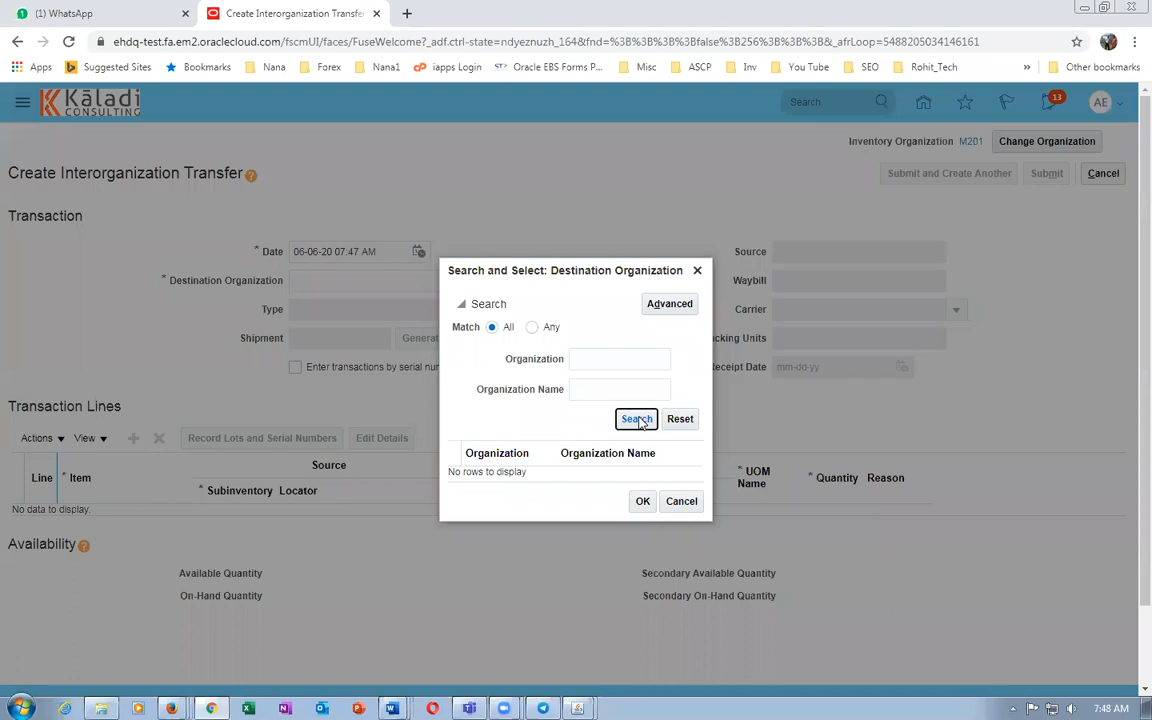 (1) WhatsApp
Create Interorganization Transfer
ehdq-test.fa.em2.oraclecloud.com/fscmUI/faces/FuseWelcome?_adf.ctrl-state=ndyeznuzh_164&fnd=%3B%3B%3B%3Bfalse%3B256%3B%3B%3B&_afrLoop=5488205034146161
Apps Suggested Sites Bookmarks Nana Forex Nana1 iapps Login Oracle EBS Forms P... Misc ASCP Inv You Tube SEO Rohit_Tech » Other bookmarks
Kāladi
CONSULTING
Search
13
AE
Inventory Organization M201 Change Organization
Create Interorganization Transfer
Submit and Create Another Submit Cancel
Transaction
* Date 06-06-20 07:47 AM
Source
* Destination Organization
Waybill
Type
Carrier
Shipment Genera
cking Units
Enter transactions by serial num
Receipt Date mm-dd-yy
Search and Select: Destination Organization
Search Advanced
Match All Any
Organization
Organization Name
Search Reset
Organization Organization Name
No rows to display
OK Cancel
Transaction Lines
Actions View Record Lots and Serial Numbers Edit Details
Line * Item Source
* Subinventory Locator
* UOM Name * Quantity Reason
No data to display.
Availability
Available Quantity
Secondary Available Quantity
On-Hand Quantity
Secondary On-Hand Quantity
7:48 AM